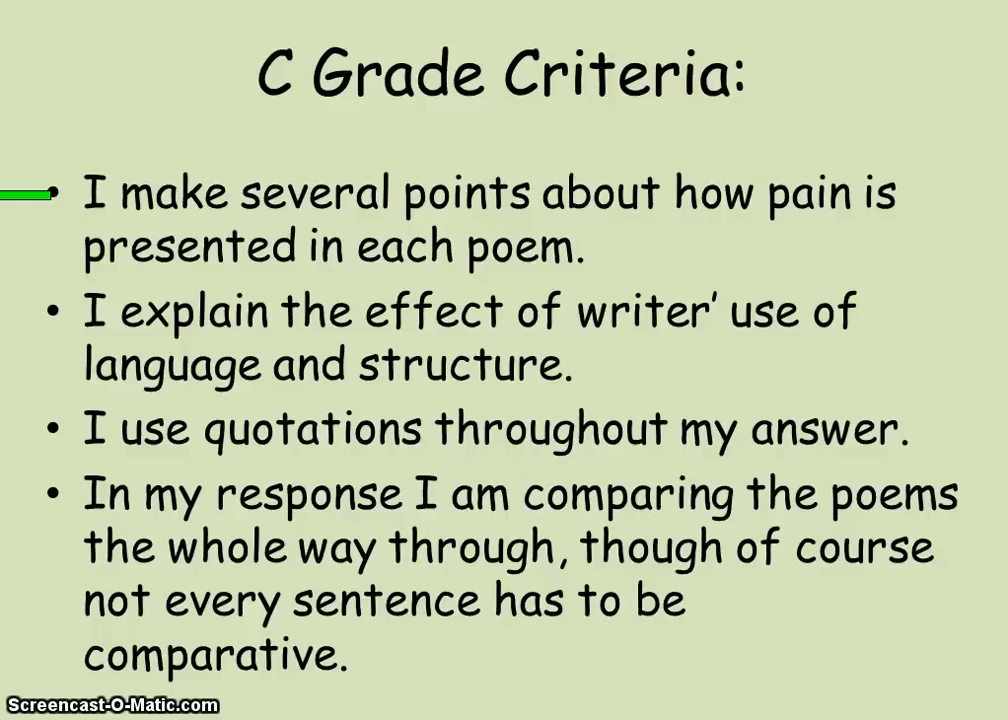 C Grade Criteria:
• I make several points about how pain is
presented in each poem.
• I explain the effect of writer’ use of
language and structure.
• I use quotations throughout my answer.
• In my response I am comparing the poems
the whole way through, though of course
not every sentence has to be
comparative.
Screencast-O-Matic.com